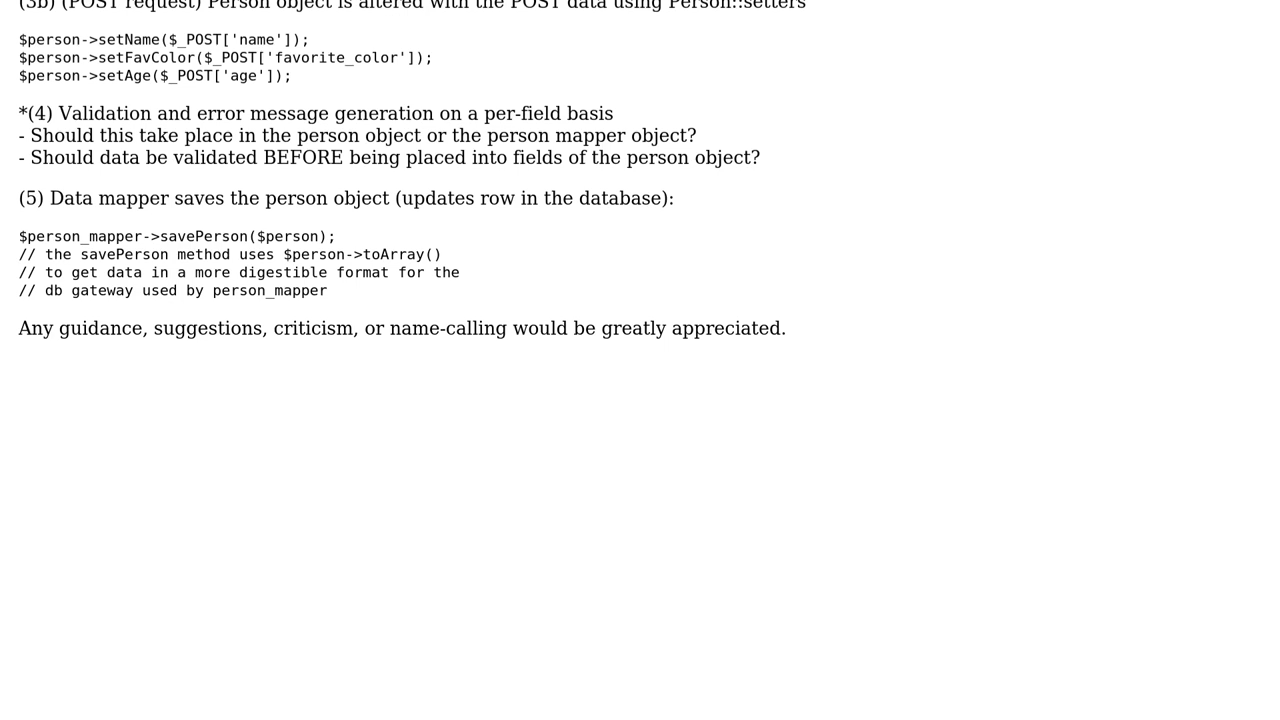 (3b) (POST request) Person object is altered with the POST data using Person::setters
$person->setName($_POST['name']);
$person->setFavColor($_POST['favorite_color']);
$person->setAge($_POST['age']);
*(4) Validation and error message generation on a per-field basis
- Should this take place in the person object or the person mapper object?
- Should data be validated BEFORE being placed into fields of the person object?
(5) Data mapper saves the person object (updates row in the database):
$person_mapper->savePerson($person);
// the savePerson method uses $person->toArray()
// to get data in a more digestible format for the
// db gateway used by person_mapper
Any guidance, suggestions, criticism, or name-calling would be greatly appreciated.